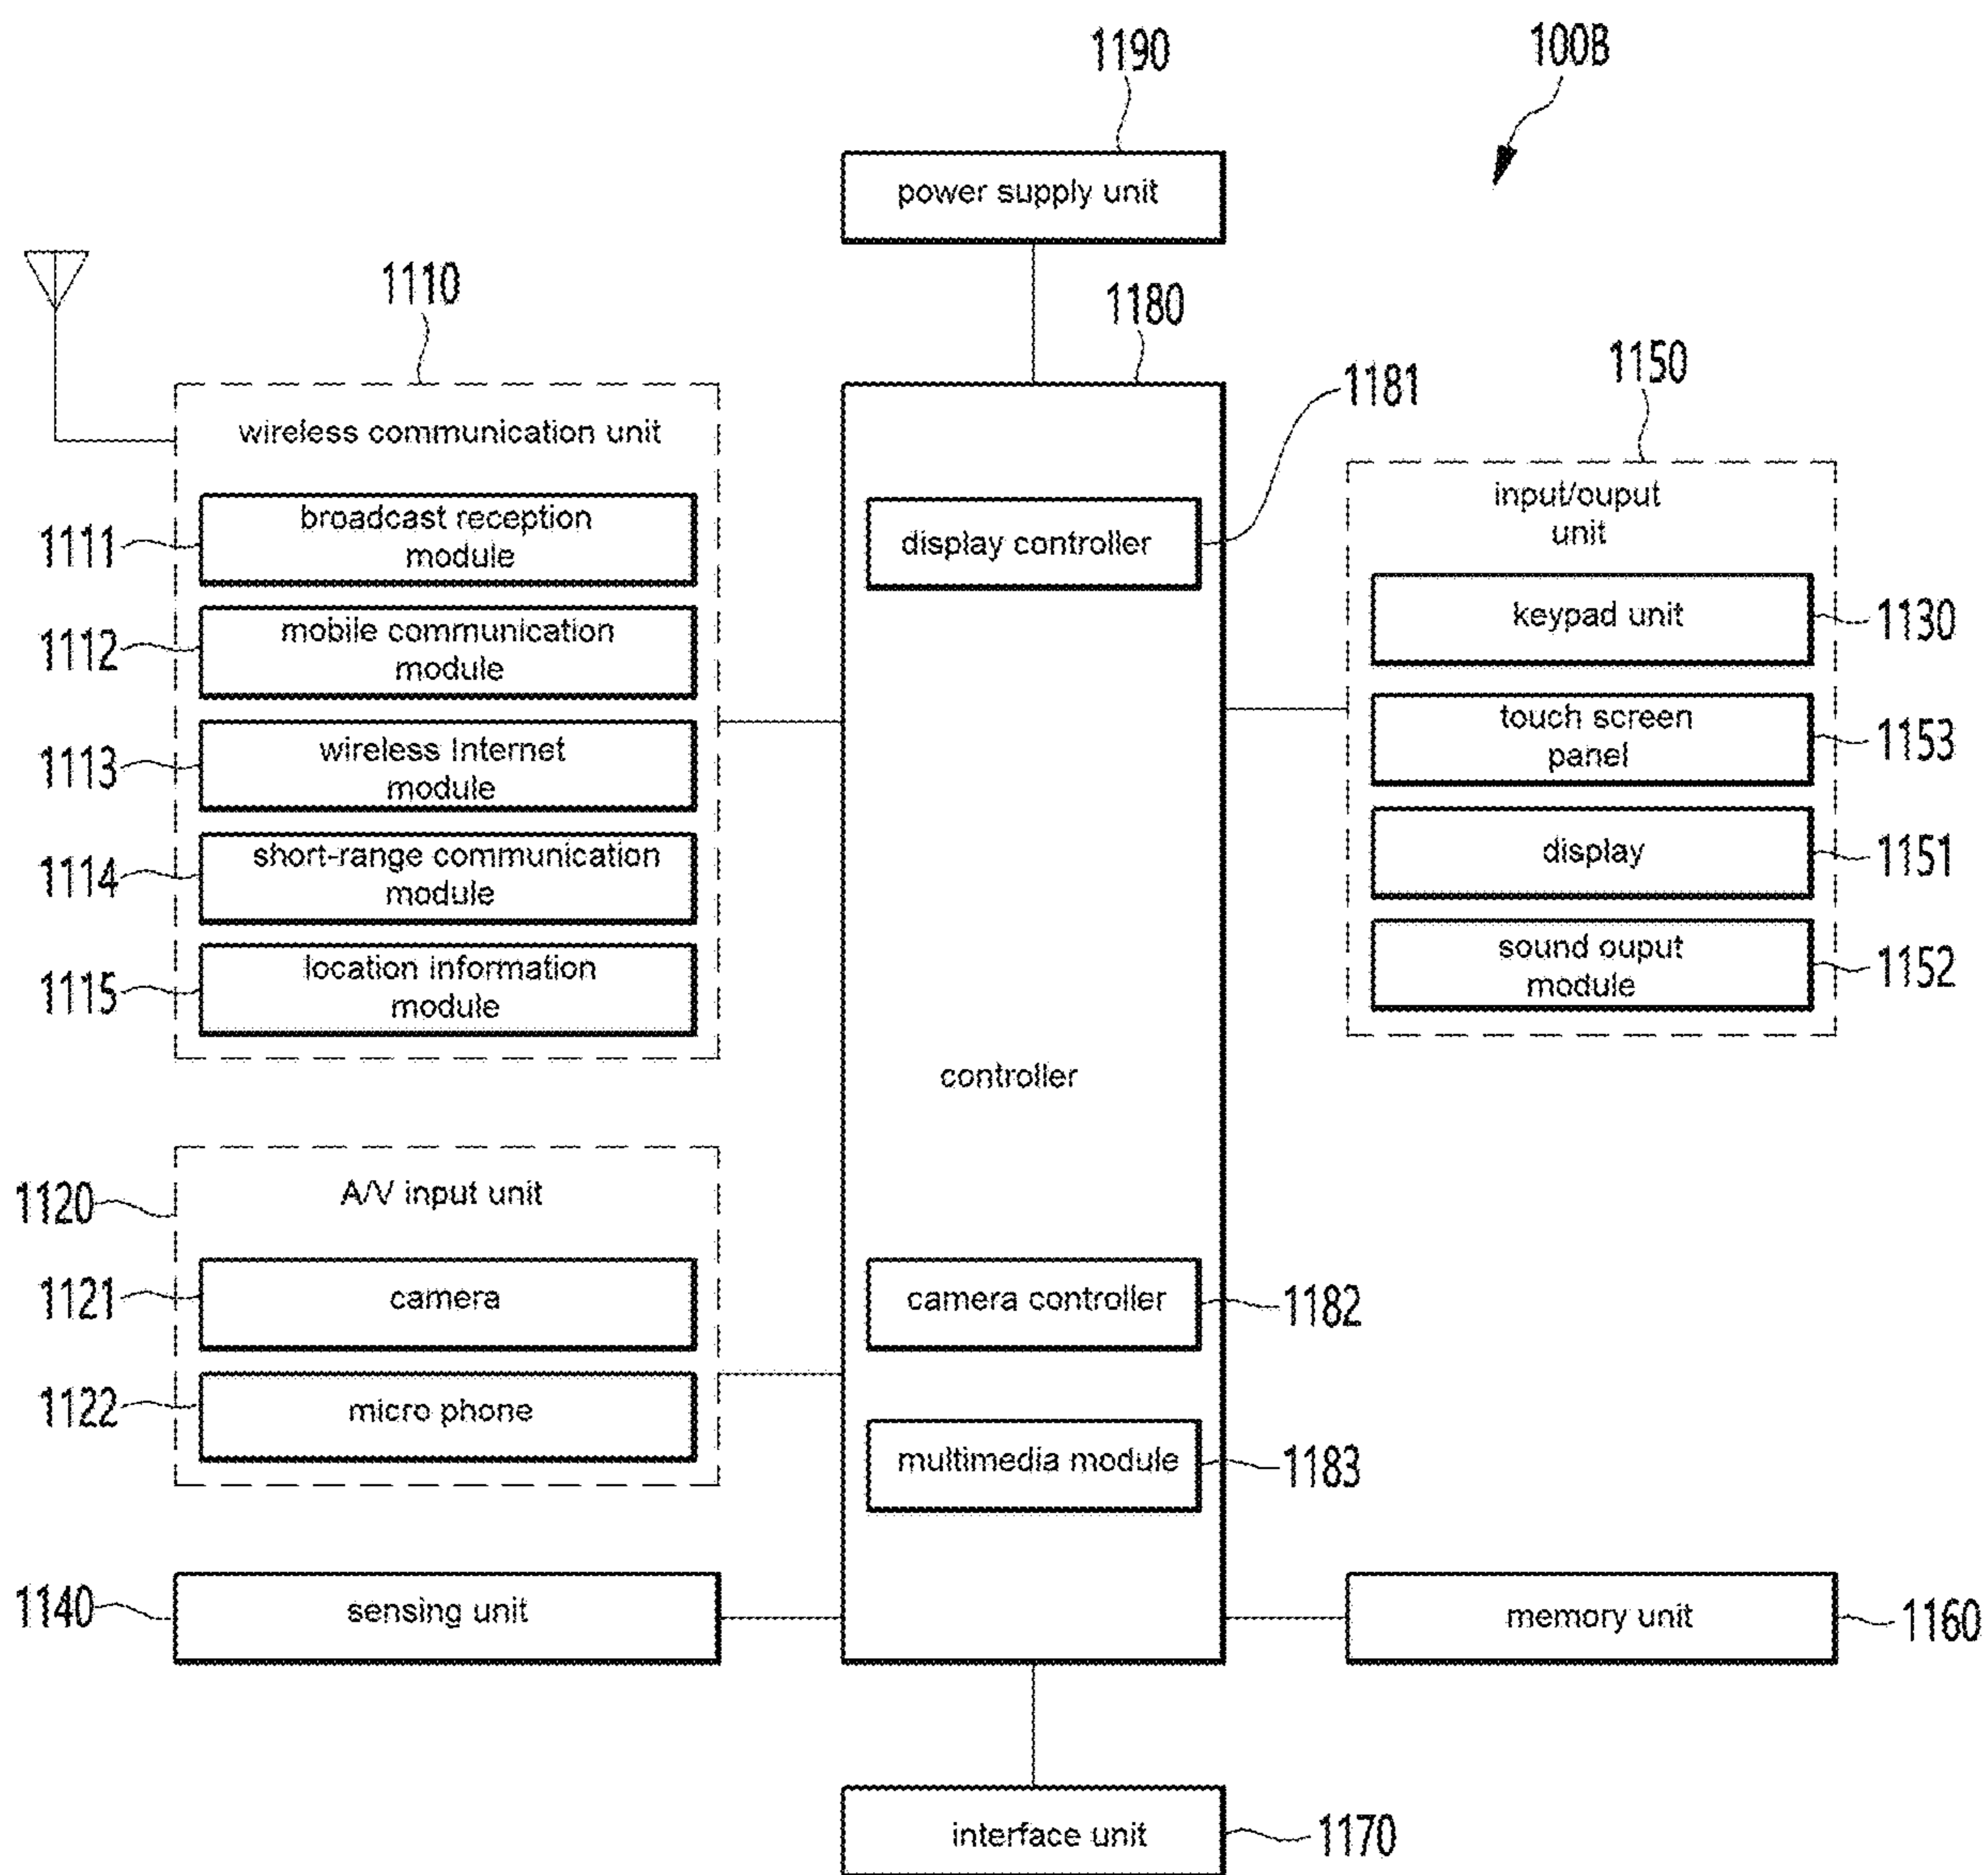 1190
100B
power supply unit
1110
1180
1150
1181
wireless communication unit
1111
broadcast reception
module
1112
mobile communication
module
1113
wireless Internet
module
1114
short-range communication
module
1115
location information
module
display controller
input/ouput
unit
keypad unit
1130
touch screen
panel
1153
display
1151
sound ouput
module
1152
controller
1120
A/V input unit
1121
camera
1122
micro phone
camera controller
1182
multimedia module
1183
1140
sensing unit
memory unit
1160
interface unit
1170